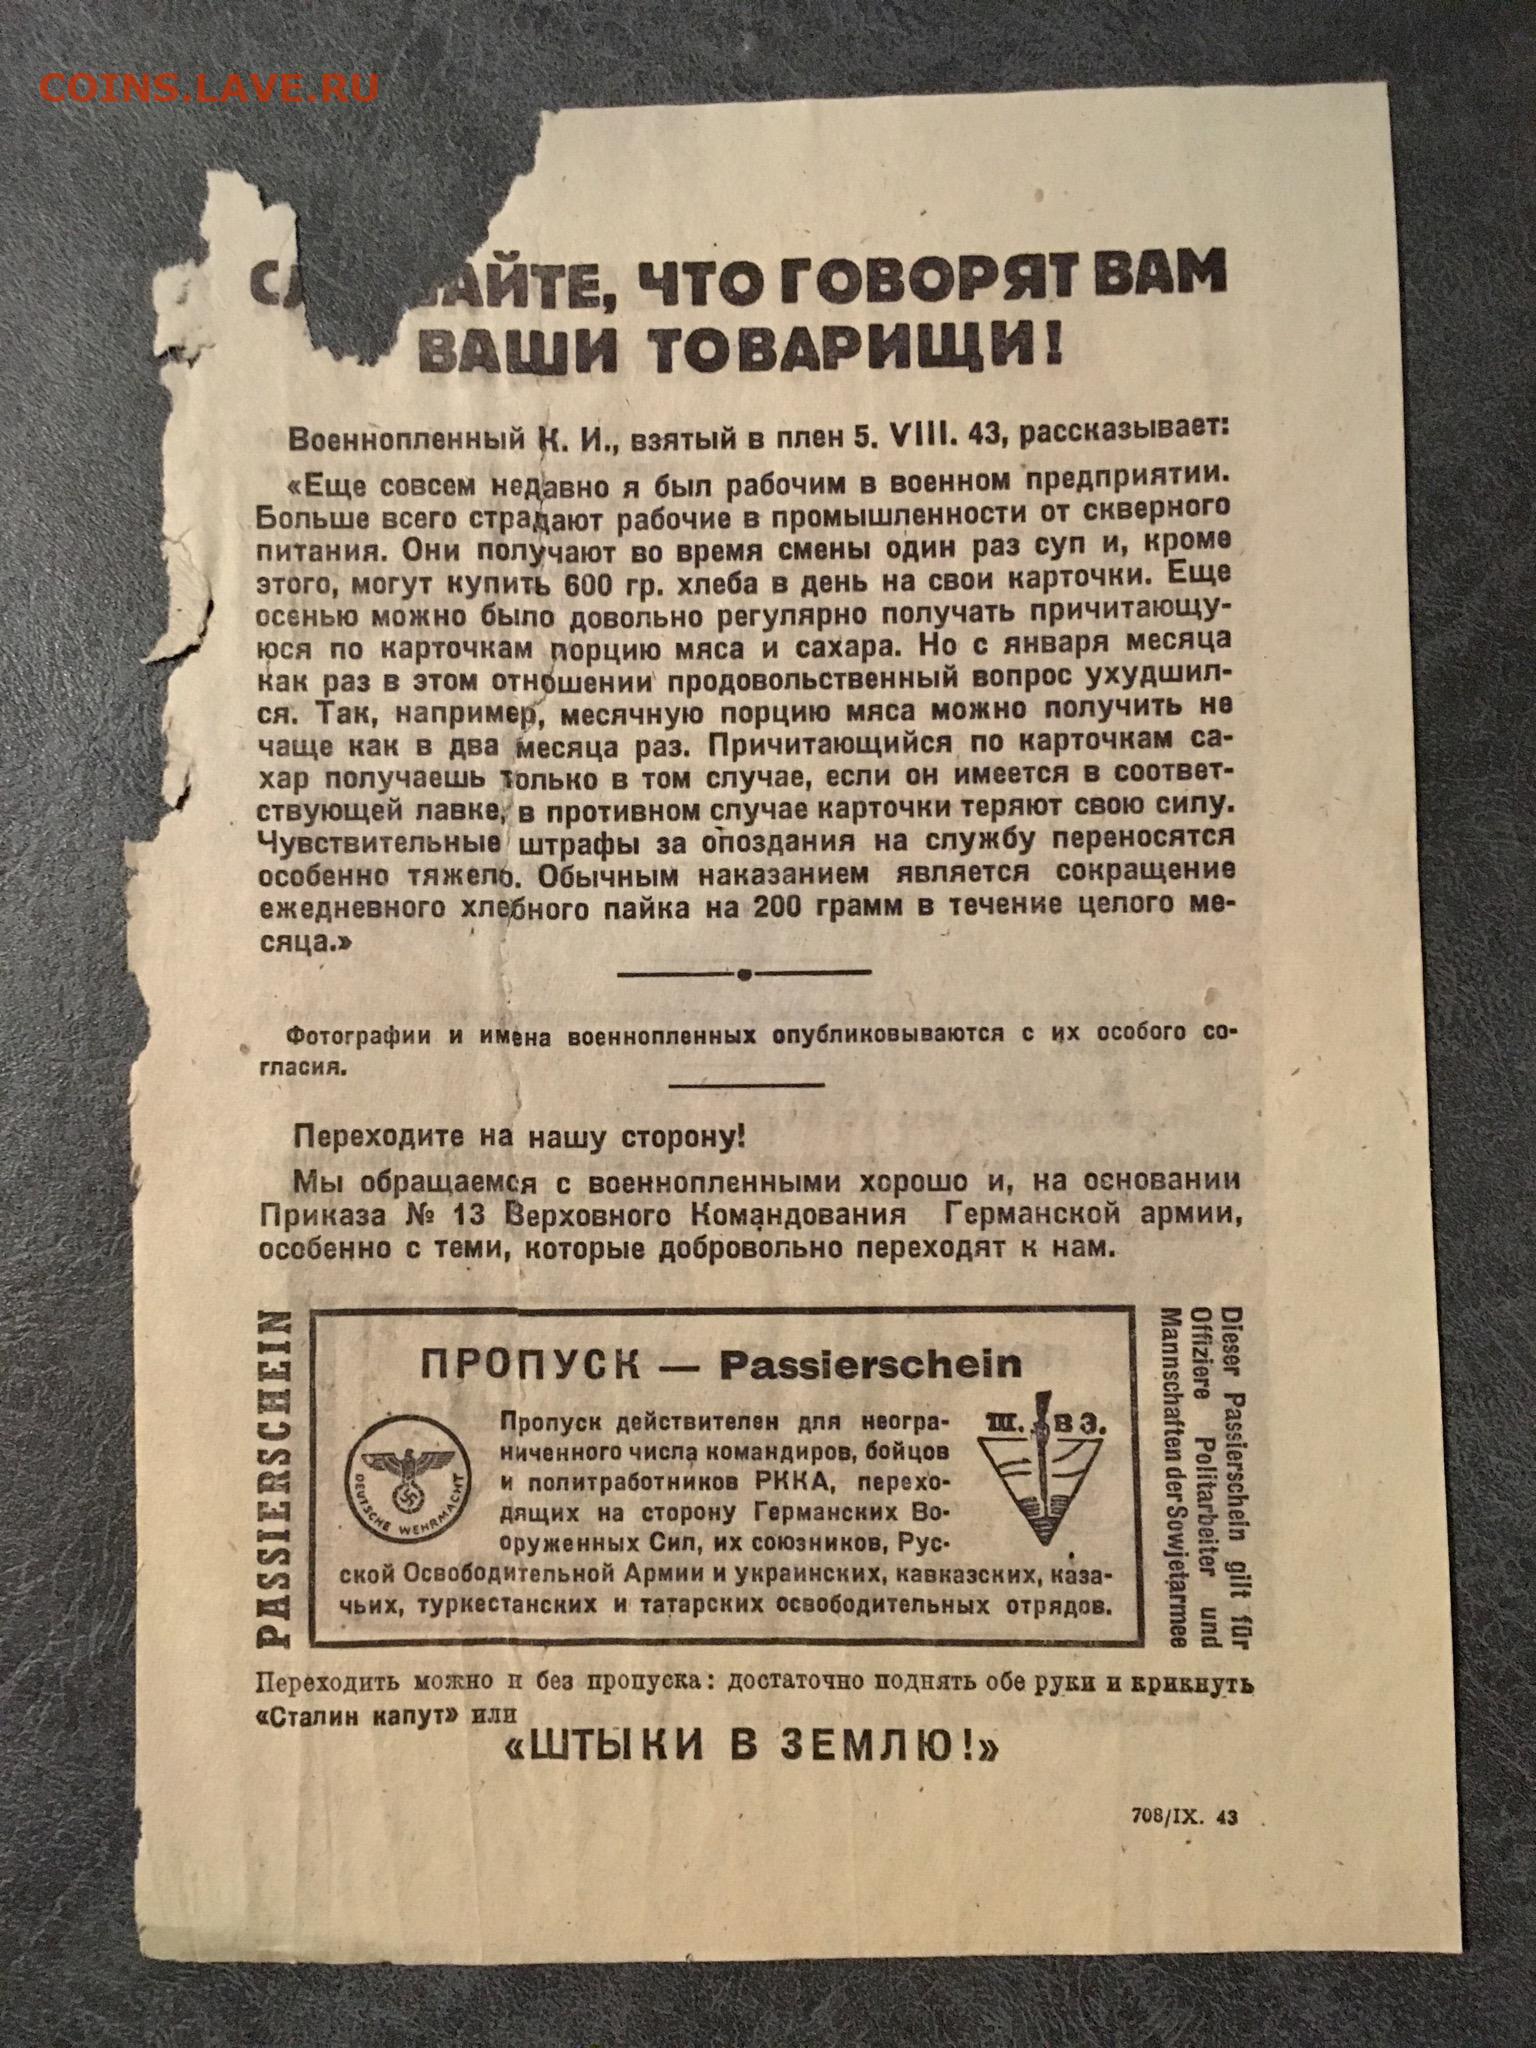 COINS.LAVE.RU
ЧТО ГОВОРЯТ ВАМ
ВАШИ ТОВАРИЩИ!
Военнопленный К. И., взятый в плен 5. VIII. 43, рассказывает:
«Еще совсем недавно я был рабочим в военном предприятии.
Больше всего страдают рабочие в промышленности от скверного
питания. Они получают во время смены один раз суп и, кроме
этого, могут купить 600 гр. хлеба в день на свои карточки. Еще
осенью можно было довольно регулярно получать причитающу-
юся по карточкам порцию мяса и сахара. Но с января месяца
как раз в этом отношении продовольственный вопрос ухудшил-
ся. Так, например, месячную порцию мяса можно получить не
чаще как в два месяца раз. Причитающийся по карточкам са-
хар получаешь только в том случае, если он имеется в соответ-
ствующей лавке, в противном случае карточки теряют свою силу.
Чувствительные штрафы за опоздания на службу переносятся
особенно тяжело. Обычным наказанием является сокращение
ежедневного хлебного пайка на 200 грамм в течение целого ме-
сяца.»
Фотографии и имена военнопленных опубликовываются с их особого со-
гласия.
Переходите на нашу сторону!
Мы обращаемся с военнопленными хорошо и, на основании
Приказа № 13 Верховного Командования Германской армии,
особенно с теми, которые добровольно переходят к нам.
PASSIERSCHEIN
ПРОПУСК — Passierschein
DEUTSCHE WEHRMACHT
Пропуск действителен для неогра-
ниченного числа командиров, бойцов
и политработников РККА, перехо-
дящих на сторону Германских Во-
оруженных Сил, их союзников, Рус-
ской Освободительной Армии и украинских, кавказских, каза-
чьих, туркестанских и татарских освободительных отрядов.
Ш. В З.
Dieser Passierschein gilt für
Offiziere Politarbeiter und
Mannschaften der Sowjetarmee
Переходить можно и без пропуска: достаточно поднять обе руки и крикнуть
«Сталин капут» или
«ШТЫКИ В ЗЕМЛЮ!»
708/IX. 43